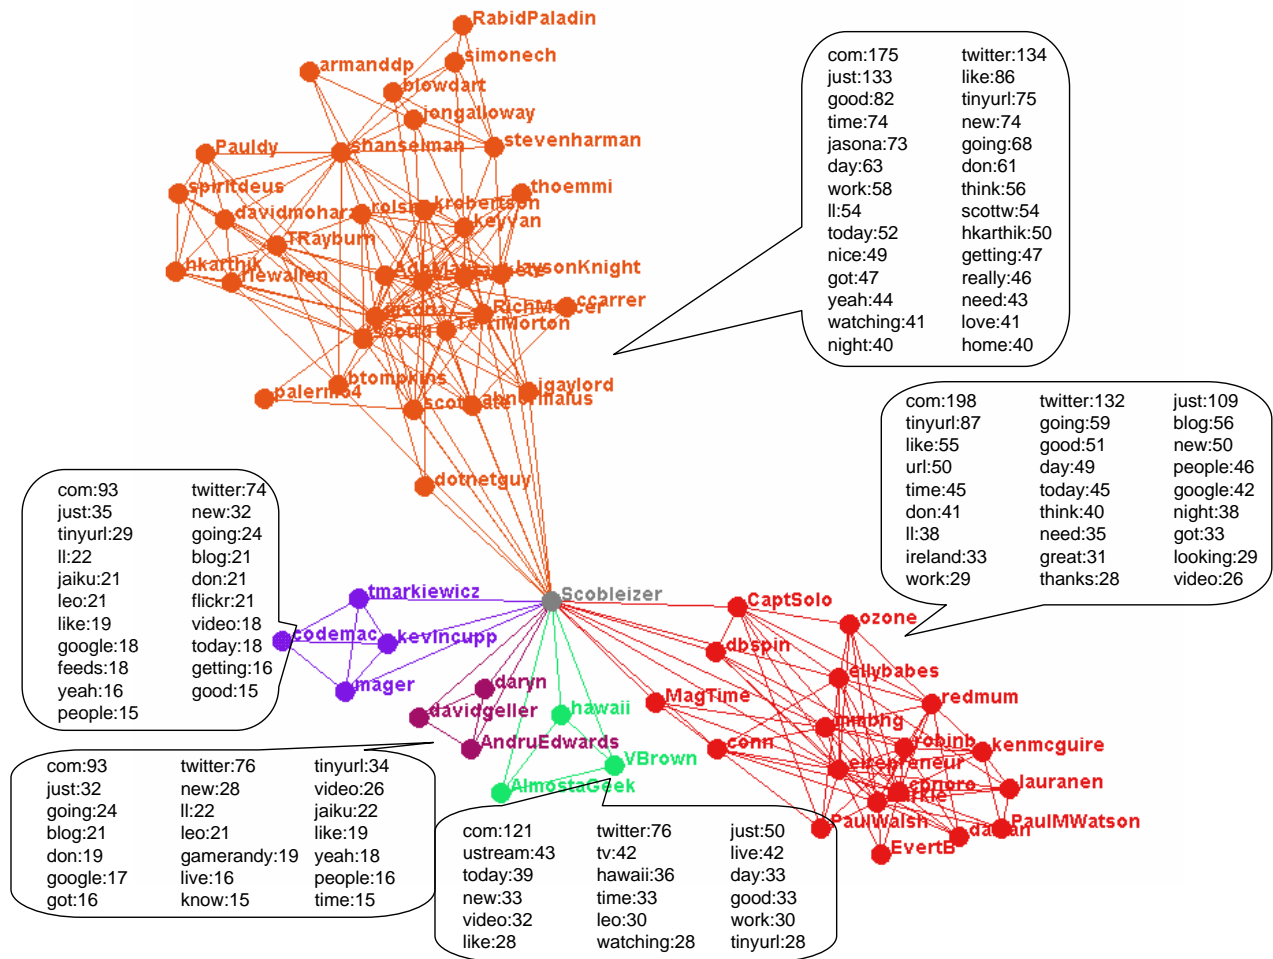 RabidPaladin
simonech
armanddp
blowdart
jongalloway
stevenharman
shanselman
Pauldy
spiritdeus
thoemmi
davidmohara
krobertson
keyvan
TRayburn
hkarthik
JaysonKnight
ccarrer
TerriMorton
btompkins
palermo64
jgaylord
abnormalus
dotnetguy
com:175 twitter:134
just:133 like:86
good:82 tinyurl:75
time:74 new:74
jasona:73 going:68
day:63 don:61
work:58 think:56
ll:54 scottw:54
today:52 hkarthik:50
nice:49 getting:47
got:47 really:46
yeah:44 need:43
watching:41 love:41
night:40 home:40
com:198 twitter:132 just:109
tinyurl:87 going:59 blog:56
like:55 good:51 new:50
url:50 day:49 people:46
time:45 today:45 google:42
don:41 think:40 night:38
ll:38 need:35 got:33
ireland:33 great:31 looking:29
work:29 thanks:28 video:26
com:93 twitter:74
just:35 new:32
tinyurl:29 going:24
ll:22 blog:21
jaiku:21 don:21
leo:21 flickr:21
like:19 video:18
google:18 today:18
feeds:18 getting:16
yeah:16 good:15
people:15
Scobleizer
tmarkiewicz
codemac
kevincupp
mager
daryn
davidgeller
AndruEdwards
hawaii
VBrown
AlmostaGeek
CaptSolo
ozone
dbspin
ellybabes
MagTime
redmum
mmbhg
conn
robinb
kenmcguire
eirepreneur
conoro
lauranen
PaulWalsh
PaulMWatson
EvertB
com:93 twitter:76 tinyurl:34
just:32 new:28 video:26
going:24 ll:22 jaiku:22
blog:21 leo:21 like:19
don:19 gamerandy:19 yeah:18
google:17 live:16 people:16
got:16 know:15 time:15
com:121 twitter:76 just:50
ustream:43 tv:42 live:42
today:39 hawaii:36 day:33
new:33 time:33 good:33
video:32 leo:30 work:30
like:28 watching:28 tinyurl:28